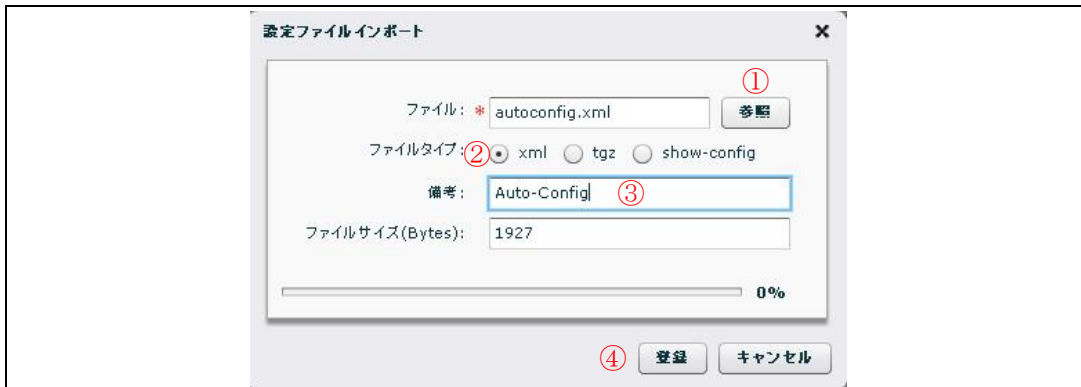 設定ファイルインポート
①
ファイル: * autoconfig.xml 参照
ファイルタイプ: ② xml tgz show-config
備考: Auto-Config ③
ファイルサイズ(Bytes): 1927
0%
④ 登録 キャンセル